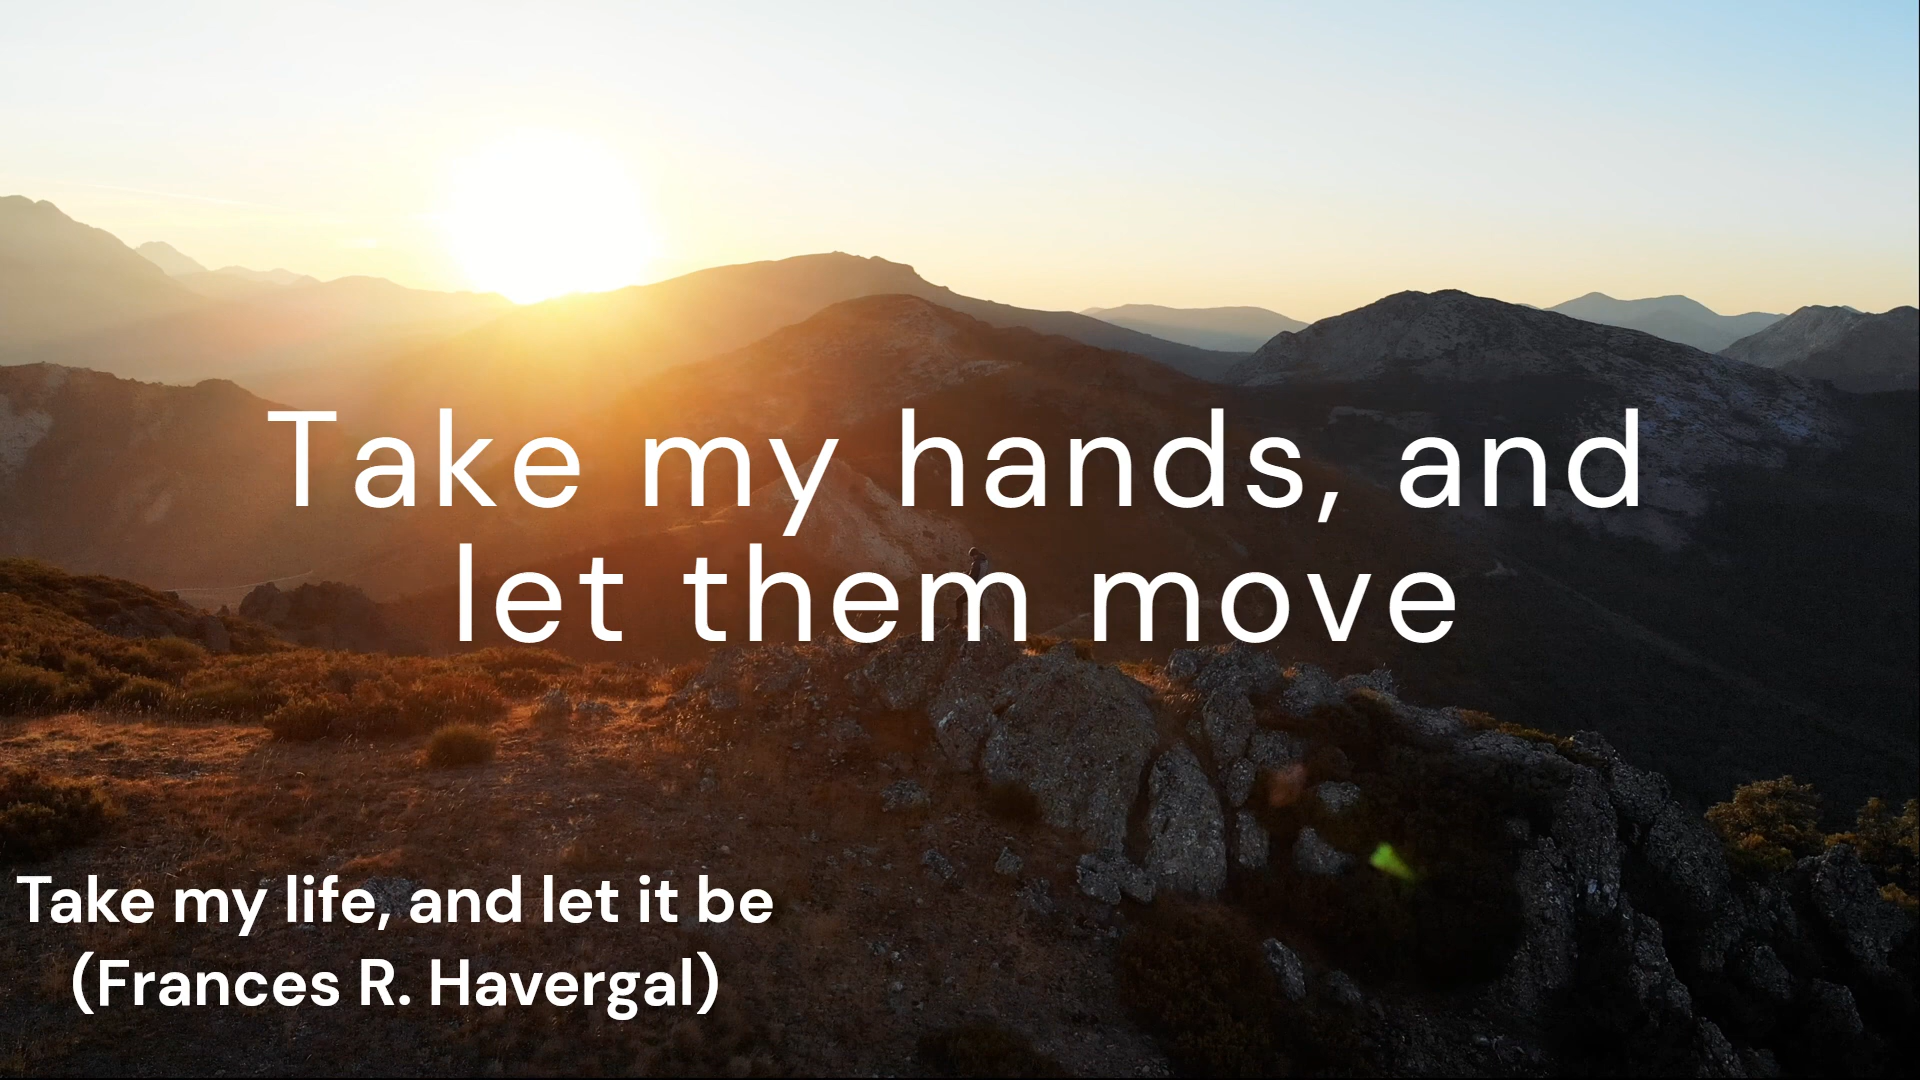 Take my hands, and
let them move
Take my life, and let it be
(Frances R. Havergal)